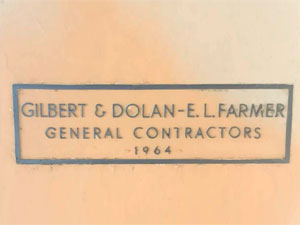 GILBERT & DOLAN-E.L.FARMER
GENERAL CONTRACTORS
-1964-